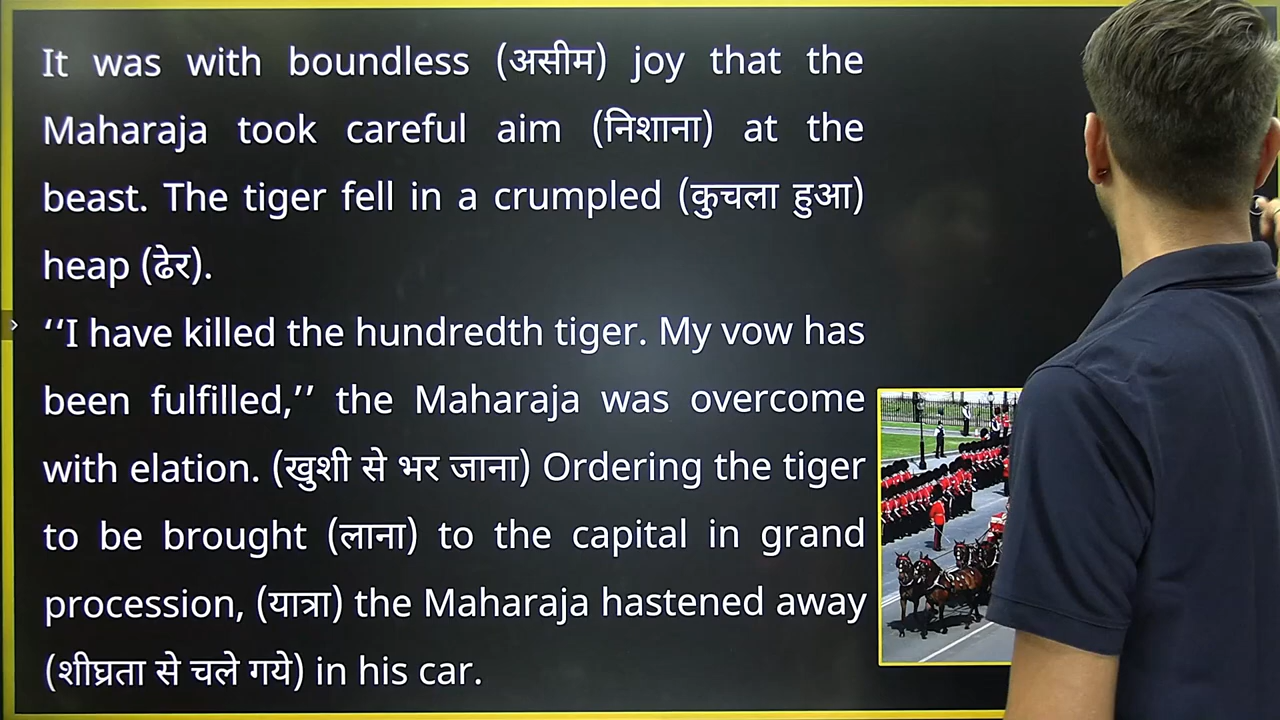 It was with boundless (असीम) joy that the
Maharaja took careful aim (निशाना) at the
beast. The tiger fell in a crumpled (कुचला हुआ)
heap (ढेर).
‘‘I have killed the hundredth tiger. My vow has
been fulfilled,’’ the Maharaja was overcome
with elation. (खुशी से भर जाना) Ordering the tiger
to be brought (लाना) to the capital in grand
procession, (यात्रा) the Maharaja hastened away
(शीघ्रता से चले गये) in his car.